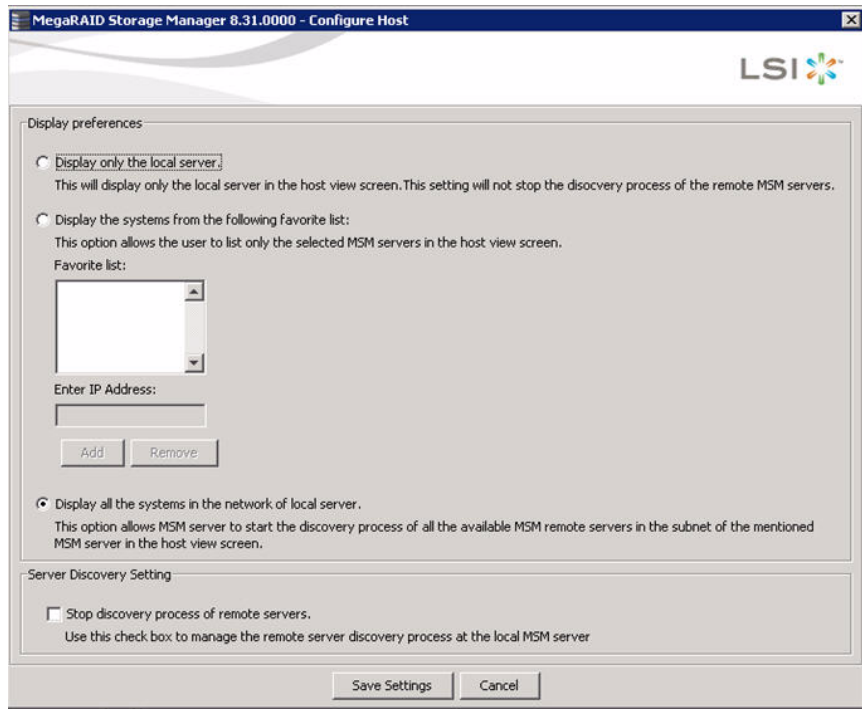 MegaRAID Storage Manager 8.31.0000 - Configure Host
LSI
Display preferences
Display only the local server.
This will display only the local server in the host view screen.This setting will not stop the disocvery process of the remote MSM servers.
Display the systems from the following favorite list:
This option allows the user to list only the selected MSM servers in the host view screen.
Favorite list:
Enter IP Address:
Add Remove
Display all the systems in the network of local server.
This option allows MSM server to start the discovery process of all the available MSM remote servers in the subnet of the mentioned
MSM server in the host view screen.
Server Discovery Setting
Stop discovery process of remote servers.
Use this check box to manage the remote server discovery process at the local MSM server
Save Settings Cancel